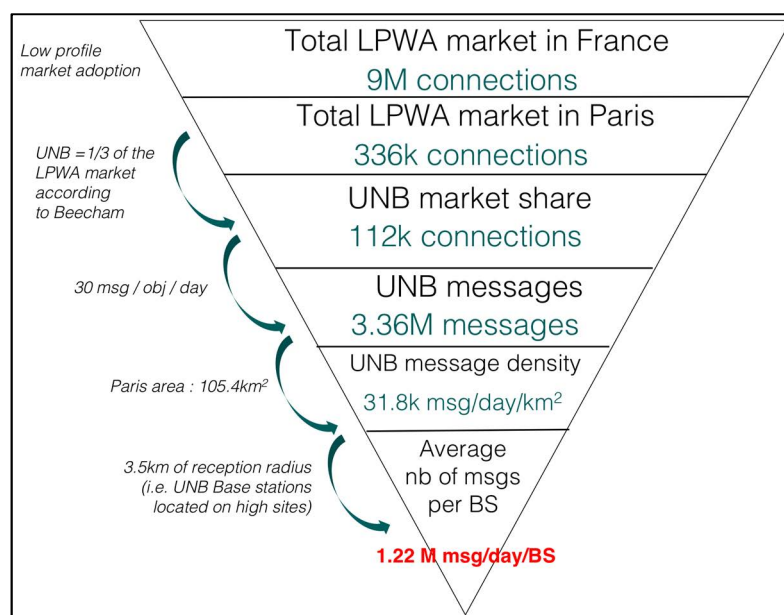 Low profile
market adoption
Total LPWA market in France
9M connections
Total LPWA market in Paris
336k connections
UNB =1/3 of the
LPWA market
according
to Beecham
UNB market share
112k connections
30 msg / obj / day
UNB messages
3.36M messages
Paris area : 105.4km²
UNB message density
31.8k msg/day/km²
3.5km of reception radius
(i.e. UNB Base stations
located on high sites)
Average
nb of msgs
per BS
1.22 M msg/day/BS